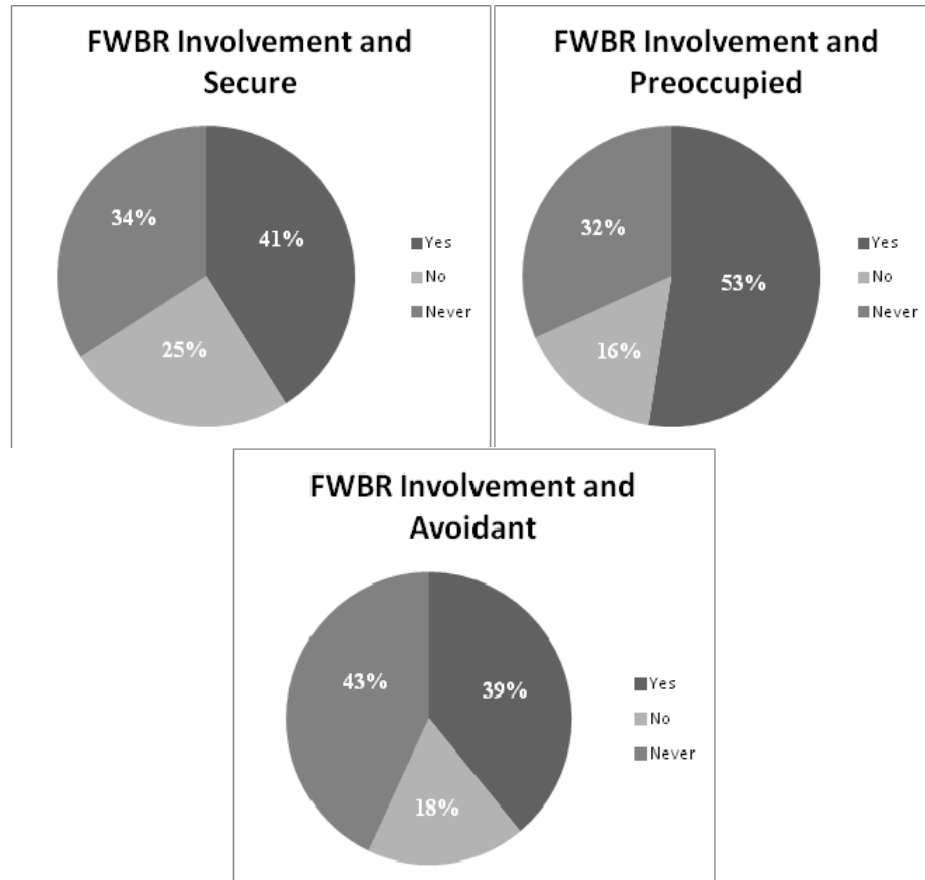 FWBR Involvement and
Secure
34%
41%
25%
Yes
No
Never
FWBR Involvement and
Preoccupied
32%
53%
16%
Yes
No
Never
FWBR Involvement and
Avoidant
43%
39%
18%
Yes
No
Never